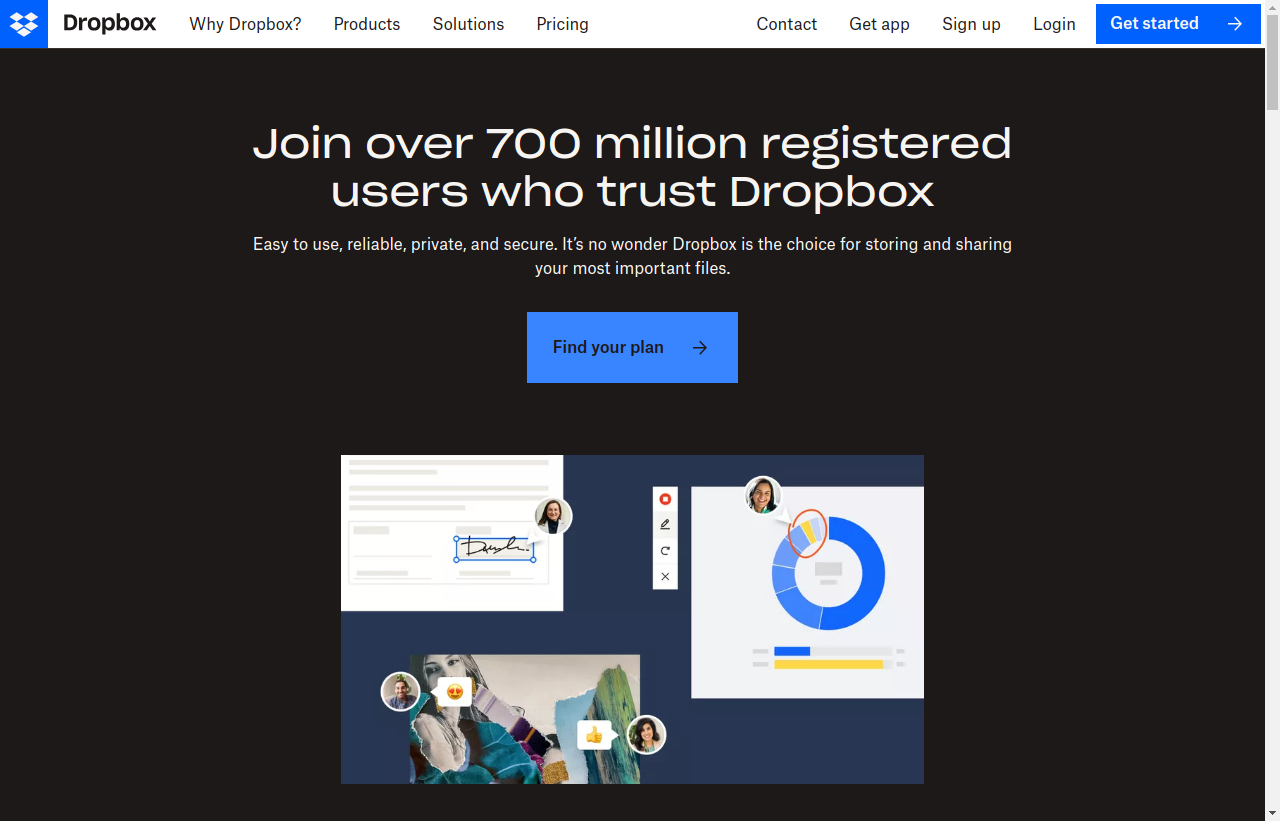 Dropbox
Why Dropbox?
Products
Solutions
Pricing
Contact
Get app
Sign up
Login
Get started
Join over 700 million registered
users who trust Dropbox
Easy to use, reliable, private, and secure. It’s no wonder Dropbox is the choice for storing and sharing
your most important files.
Find your plan